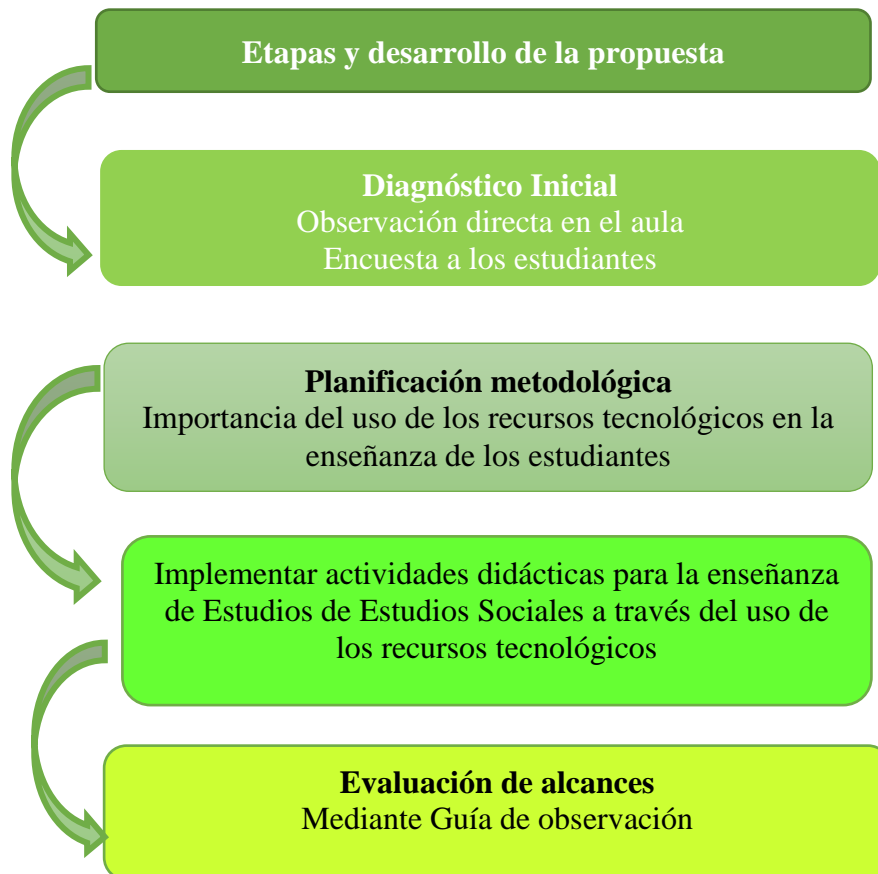 Etapas y desarrollo de la propuesta
Diagnóstico Inicial
Observación directa en el aula
Encuesta a los estudiantes
Planificación metodológica
Importancia del uso de los recursos tecnológicos en la
enseñanza de los estudiantes
Implementar actividades didácticas para la enseñanza
de Estudios de Estudios Sociales a través del uso de
los recursos tecnológicos
Evaluación de alcances
Mediante Guía de observación